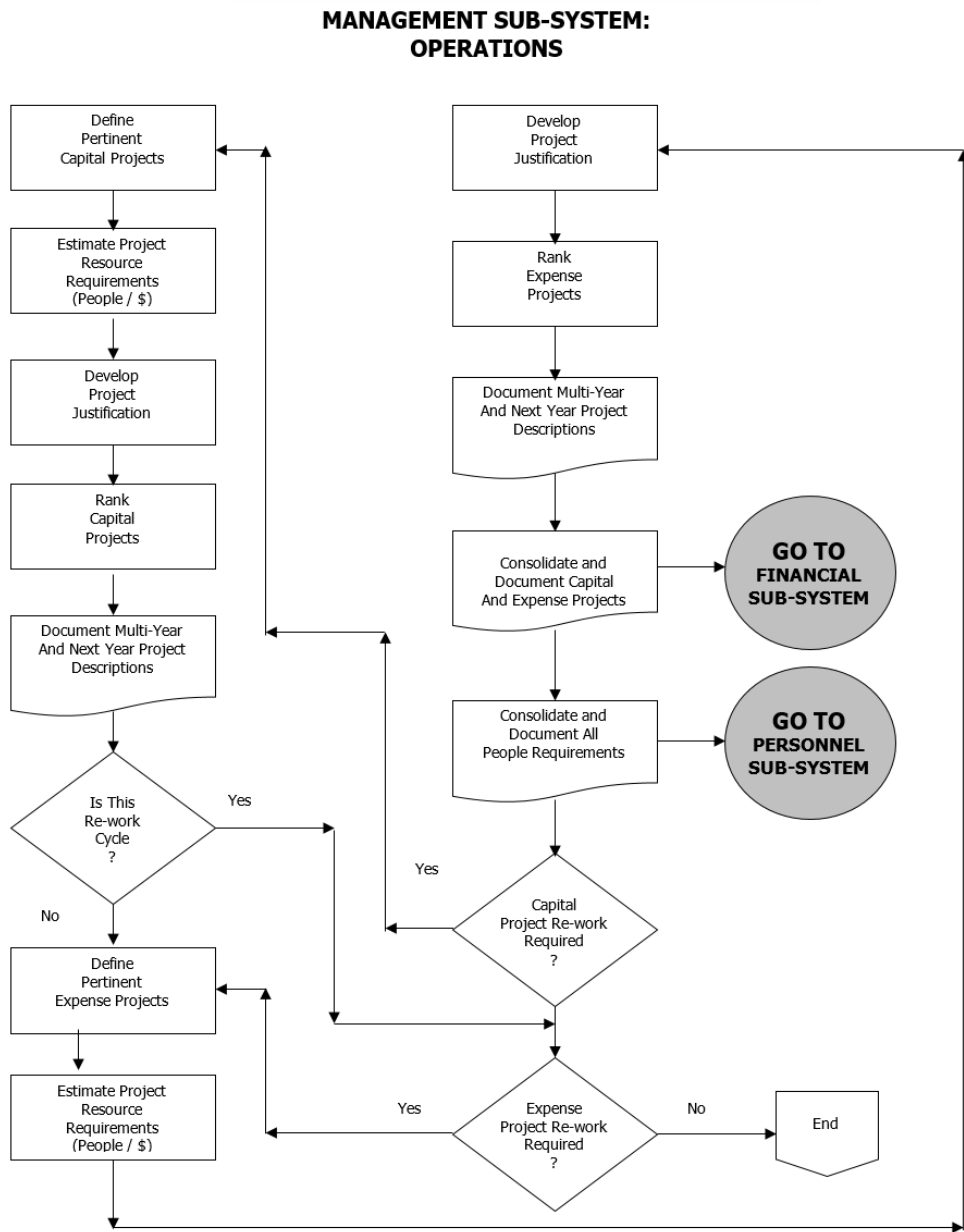 MANAGEMENT SUB-SYSTEM:
OPERATIONS
Define
Pertinent
Capital Projects
Estimate Project
Resource
Requirements
(People / $)
Develop
Project
Justification
Rank
Capital
Projects
Document Multi-Year
And Next Year Project
Descriptions
Is This
Re-work
Cycle
?
Yes
No
Define
Pertinent
Expense Projects
Estimate Project
Resource
Requirements
(People / $)
Develop
Project
Justification
Rank
Expense
Projects
Document Multi-Year
And Next Year Project
Descriptions
Consolidate and
Document Capital
And Expense Projects
GO TO
FINANCIAL
SUB-SYSTEM
Consolidate and
Document All
People Requirements
GO TO
PERSONNEL
SUB-SYSTEM
Yes
Capital
Project Re-work
Required
?
Yes
Expense
Project Re-work
Required
?
No
End